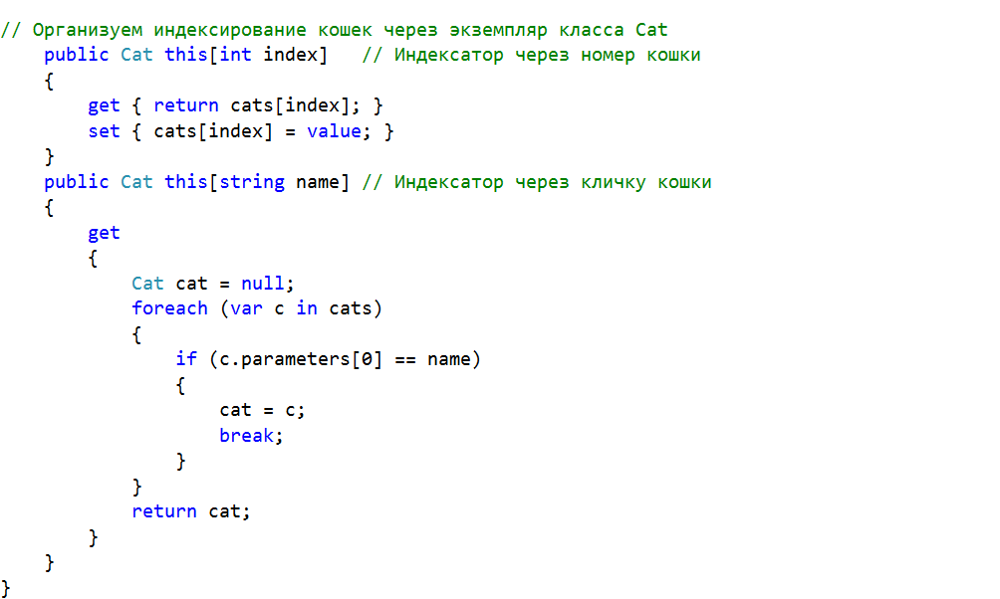 // Организуем индексирование кошек через экземпляр класса Cat
    public Cat this[int index]   // Индексатор через номер кошки
    {
        get { return cats[index]; }
        set { cats[index] = value; }
    }
    public Cat this[string name] // Индексатор через кличку кошки
    {
        get
        {
            Cat cat = null;
            foreach (var c in cats)
            {
                if (c.parameters[0] == name)
                {
                    cat = c;
                    break;
                }
            }
            return cat;
        }
    }
}